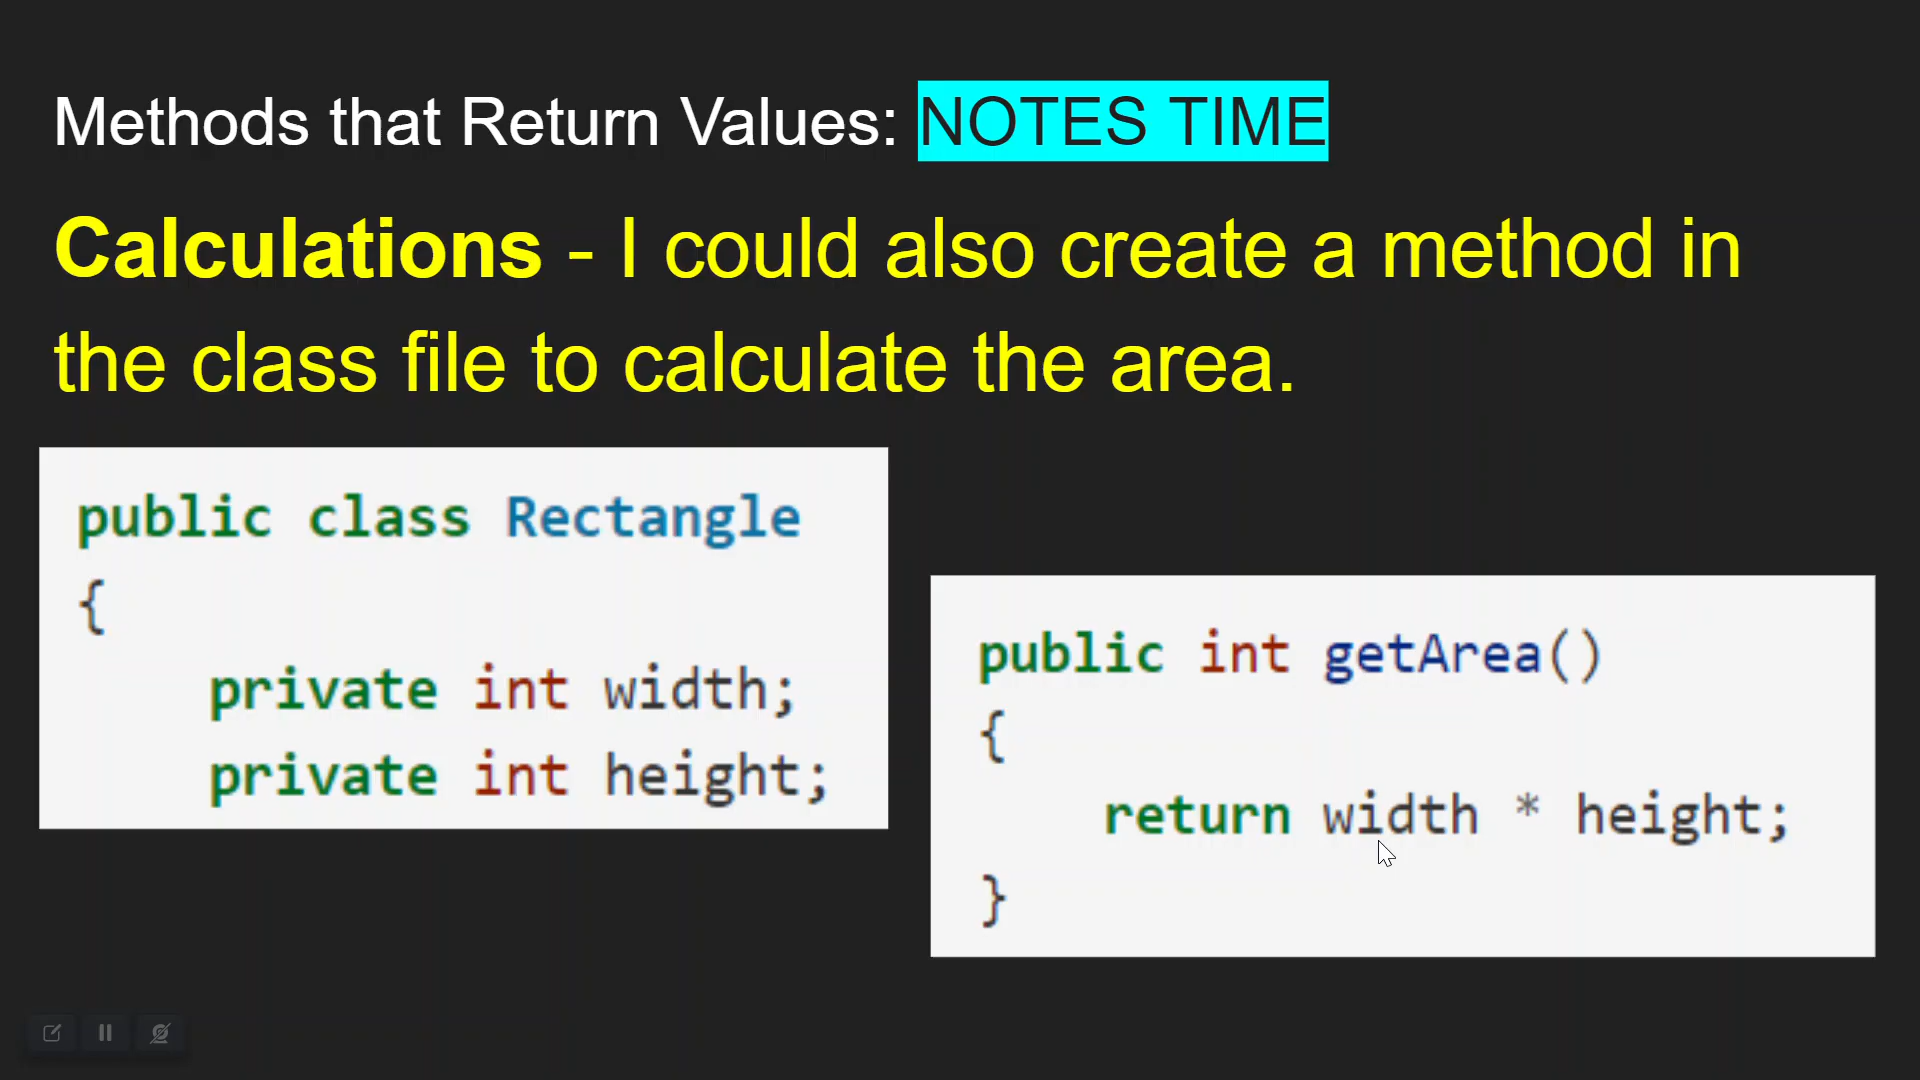 Methods that Return Values: NOTES TIME
Calculations - I could also create a method in
the class file to calculate the area.
public class Rectangle
{
private int width;
private int height;
public int getArea()
{
return width * height;
}